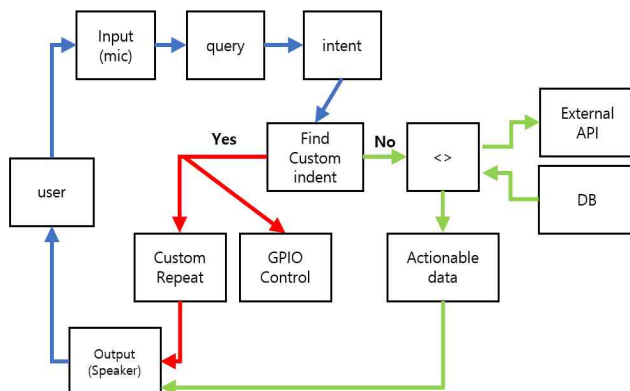 Input
(mic)
query
intent
Yes
Find
Custom
indent
No
<>
External
API
user
DB
Custom
Repeat
GPIO
Control
Actionable
data
Output
(Speaker)